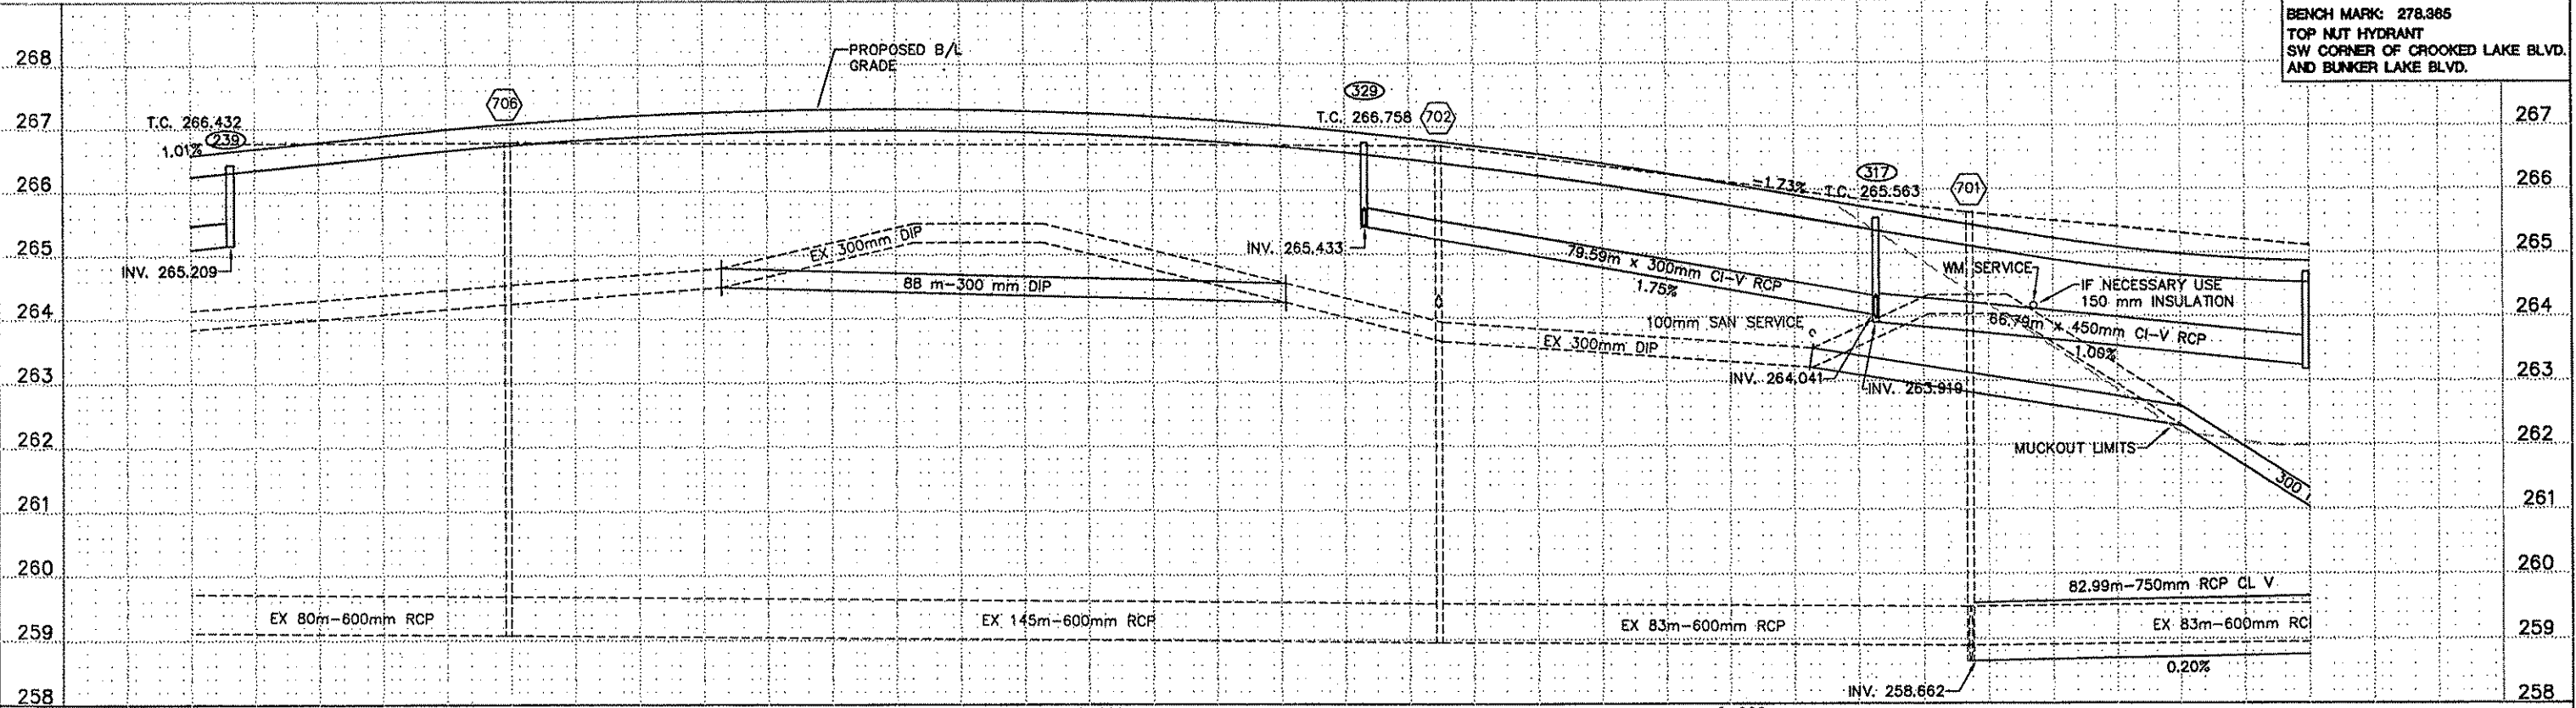 BENCH MARK: 278.365
TOP NUT HYDRANT
SW CORNER OF CROOKED LAKE BLVD.
AND BUNKER LAKE BLVD.
268
PROPOSED B/L
GRADE
267
T.C. 266.432
1.01%
239
706
329
T.C. 266.758
702
267
266
-1.73%
317
T.C. 265.563
701
266
265
INV. 265.209
EX 300mm DIP
88 m-300 mm DIP
INV. 265.433
79.59m x 300mm CI-V RCP
1.75%
WM SERVICE
IF NECESSARY USE
150 mm INSULATION
265
264
100mm SAN SERVICE
EX 300mm DIP
66.79m x 450mm CI-V RCP
1.09%
264
263
INV. 264.041
INV. 263.919
263
262
MUCKOUT LIMITS
262
261
300
261
260
82.99m-750mm RCP CL V
260
259
EX 80m-600mm RCP
EX 145m-600mm RCP
EX 83m-600mm RCP
EX 83m-600mm RC
259
0.20%
258
INV. 258.662
258